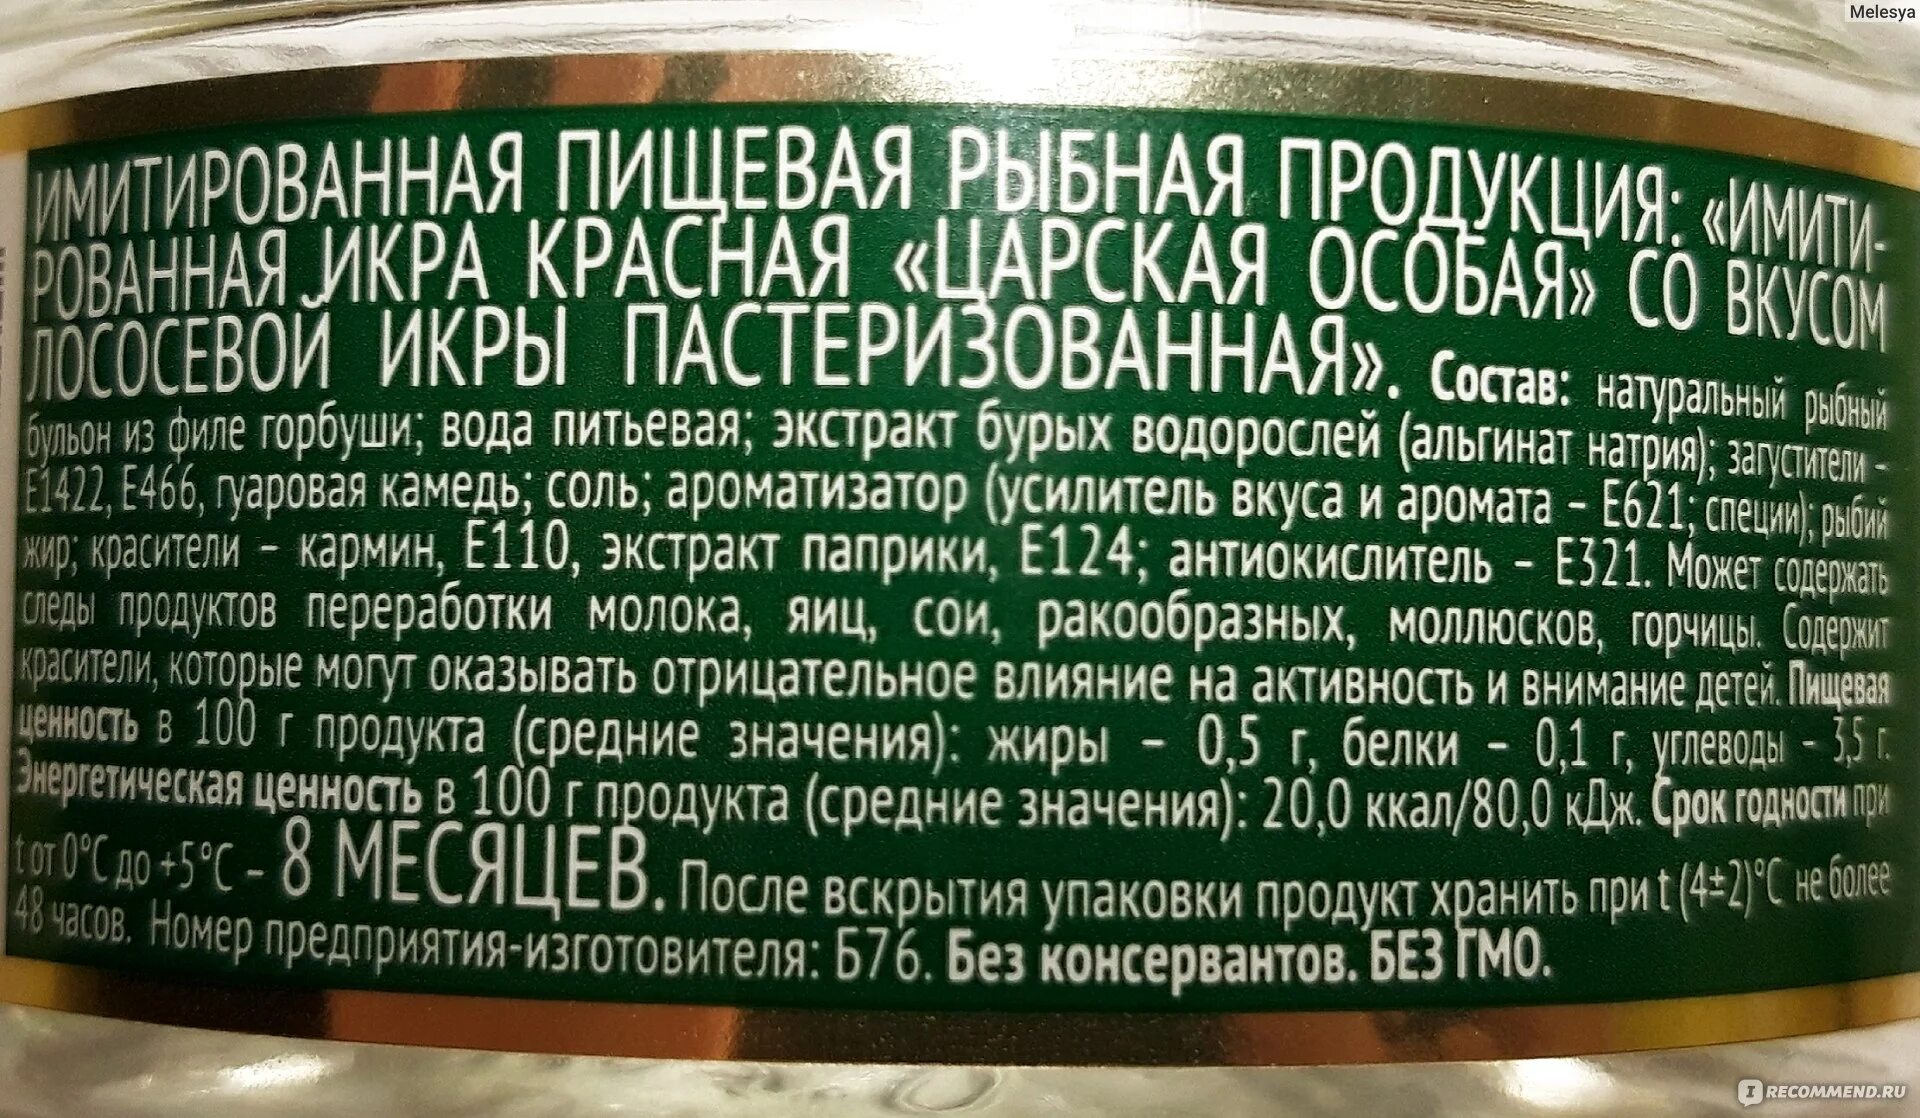 Melesya
ИМИТИРОВАННАЯ ПИЩЕВАЯ РЫБНАЯ ПРОДУКЦИЯ: «ИМИТИ-
РОВАННАЯ ИКРА КРАСНАЯ «ЦАРСКАЯ ОСОБАЯ» СО ВКУСОМ
ЛОСОСЕВОЙ ИКРЫ ПАСТЕРИЗОВАННАЯ». Состав: натуральный рыбный
бульон из филе горбуши; вода питьевая; экстракт бурых водорослей (альгинат натрия); загустители –
Е1422, Е466, гуаровая камедь; соль; ароматизатор (усилитель вкуса и аромата – Е621; специи); рыбий
жир; красители – кармин, Е110, экстракт паприки, Е124; антиокислитель – Е321. Может содержать
следы продуктов переработки молока, яиц, сои, ракообразных, моллюсков, горчицы. Содержит
красители, которые могут оказывать отрицательное влияние на активность и внимание детей. Пищевая
ценность в 100 г продукта (средние значения): жиры – 0,5 г, белки – 0,1 г, углеводы – 3,5 г.
Энергетическая ценность в 100 г продукта (средние значения): 20,0 ккал/80,0 кДж. Срок годности при
t от 0°С до +5°С – 8 МЕСЯЦЕВ. После вскрытия упаковки продукт хранить при t (4±2)°С не более
48 часов. Номер предприятия-изготовителя: Б76. Без консервантов. БЕЗ ГМО.
I RECOMMEND.RU